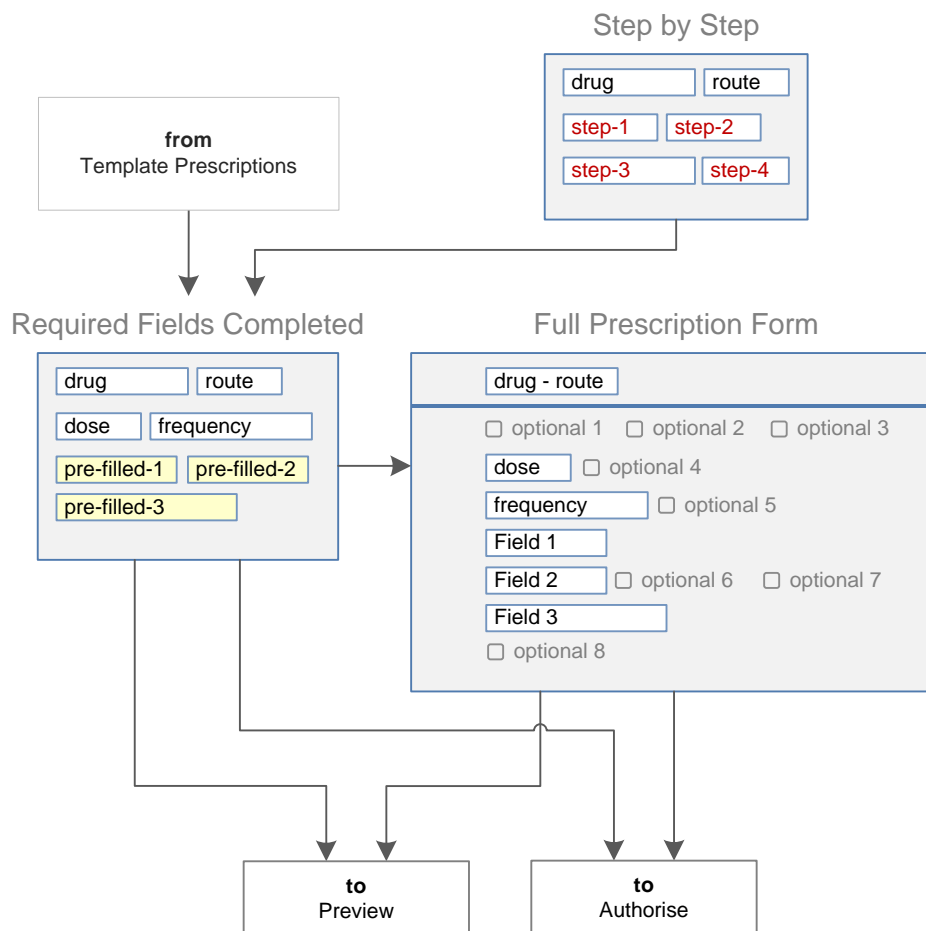 Step by Step
drug route
step-1 step-2
step-3 step-4
from
Template Prescriptions
Required Fields Completed
drug route
dose frequency
pre-filled-1 pre-filled-2
pre-filled-3
Full Prescription Form
drug - route
optional 1 optional 2 optional 3
dose optional 4
frequency optional 5
Field 1
Field 2 optional 6 optional 7
Field 3
optional 8
to
Preview
to
Authorise